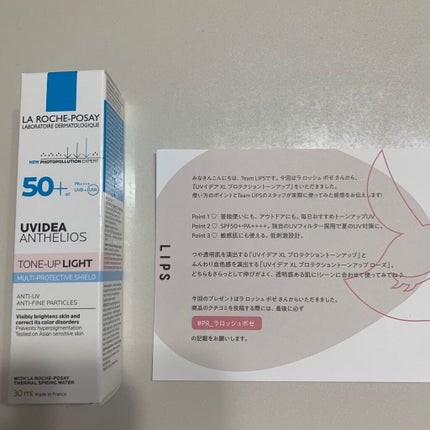 LA ROCHE-POSAY
LABORATOIRE DERMATOLOGIQUE
NEW PHOTOPOLLUTION EXPERT
50+
PA++++
UVB + UVA
UVIDEA
ANTHELIOS
TONE-UP LIGHT
MULTI-PROTECTIVE SHIELD
ANTI-UV
ANTI-FINE PARTICLES
Visibly brightens skin and
correct its color disorders
Prevents hyperpigmentation
Tested on Asian sensitive skin
WITH LA ROCHE-POSAY
THERMAL SPRING WATER
30 ml Made in France
LIPS
みなさんこんにちは、Team LIPSです。今回はラ ロッシュ ポゼ さんから、
「UVイデア XL プロテクショントーンアップ」をいただきました。
使い方のポイントとTeam LIPSのスタッフが実際に使ってみた感想をお伝えします!
Point 1♡ 普段使いにも、アウトドアにも。毎日おすすめトーンアップUV
Point 2♡ SPF50+・PA++++。独自のUVフィルター採用で夏のUV対策に。
Point 3♡ 敏感肌にも使える、低刺激設計。
つや透明肌を演出する「UVイデア XL プロテクショントーンアップ」と
ふんわり血色感を演出する「UVイデア XL プロテクショントーンアップ ローズ」。
どちらもさらっとして伸びがよく、透明感ある肌に!シーンに合わせて使ってみてね♪
今回のプレゼントはラ ロッシュ ポゼ さんからいただきました。
商品のクチコミを投稿する際には、最後に必ず
#PR_ラロッシュポゼ
の記載をお願いします。